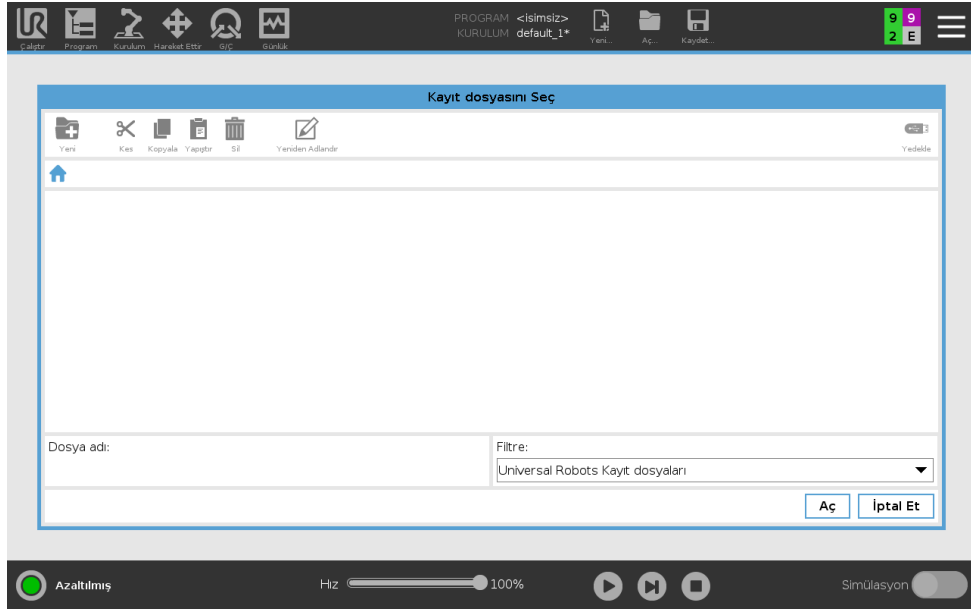 PROGRAM <isimsiz>
KURULUM default_1*
Çalıştır Program Kurulum Hareket Ettir G/Ç Günlük Yeni... Aç... Kaydet...
9 9
2 E
Kayıt dosyasını Seç
Yeni Kes Kopyala Yapıştır Sil Yeniden Adlandır Yedekle
Dosya adı: Filtre:
Universal Robots Kayıt dosyaları
Aç İptal Et
Azaltılmış Hız 100% Simülasyon